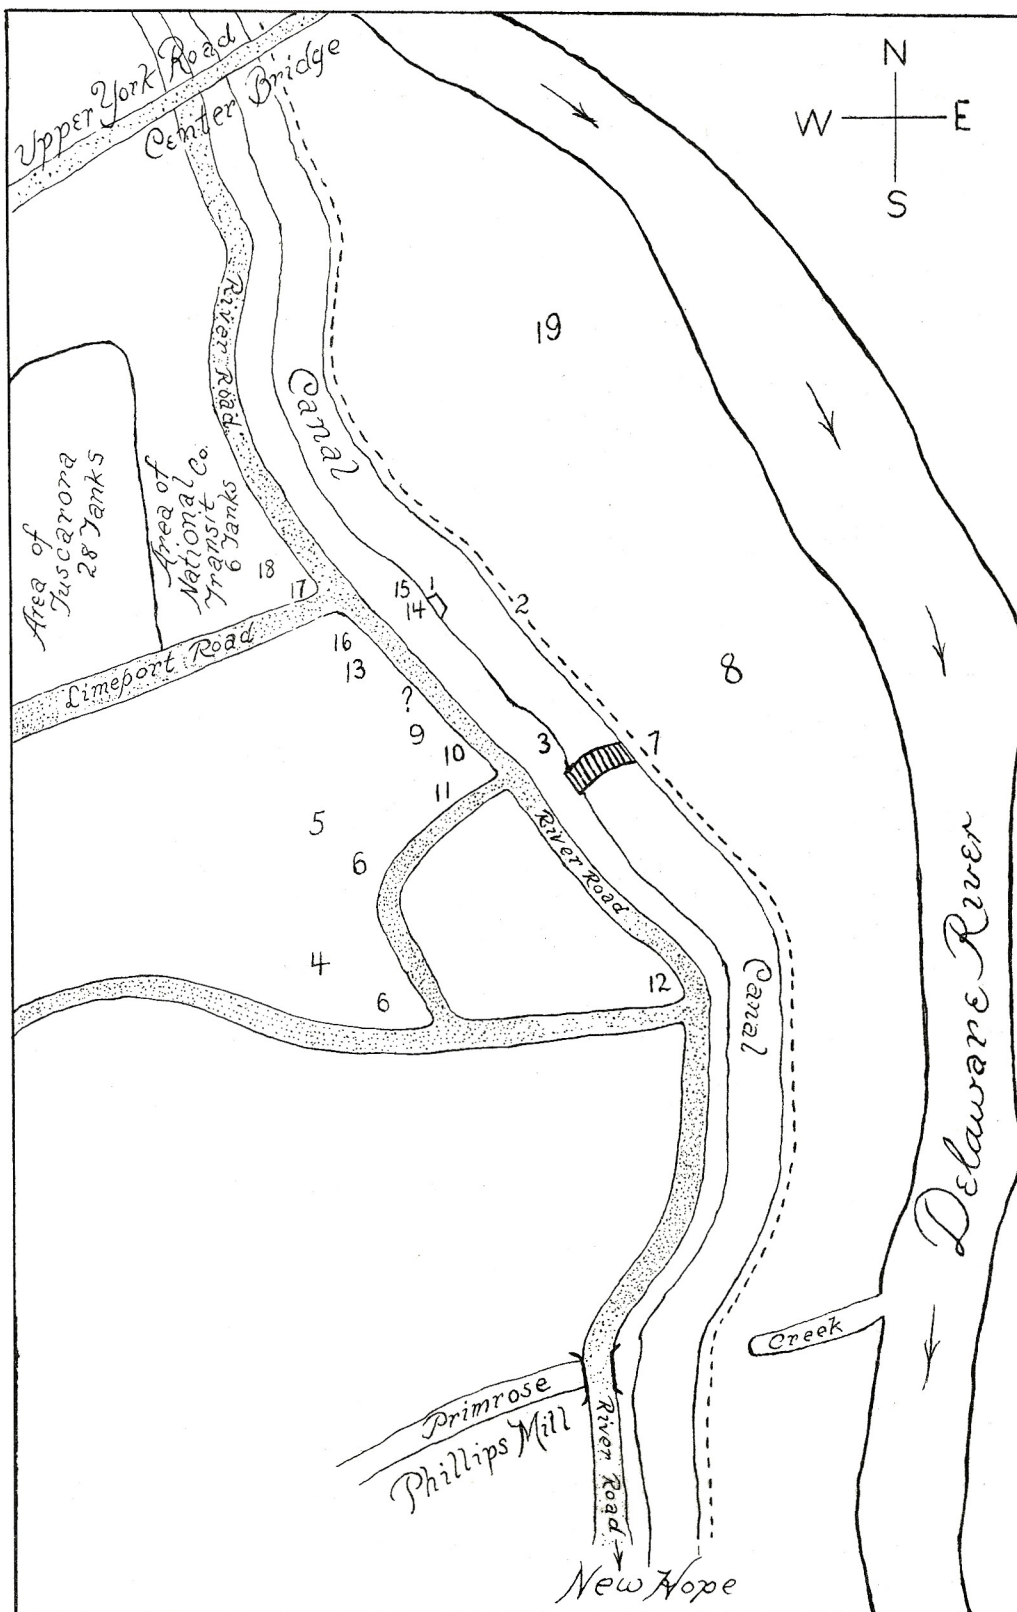 Upper York Road
Center Bridge
N
W E
S
River Road
19
Canal
Area of
Tuscarora
28 Tanks
Area of
National Co.
Transit
6 Tanks
18
17
15
1
14
2
Limeport Road
16
13
8
?
9
10
3
7
11
5
River Road
6
4
6
12
Canal
Delaware River
Creek
Primrose
Phillips Mill
River Road
New Hope